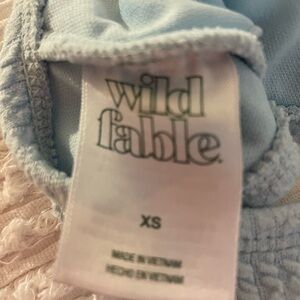 wild
fable.
XS
MADE IN VIETNAM
HECHO EN VIETNAM